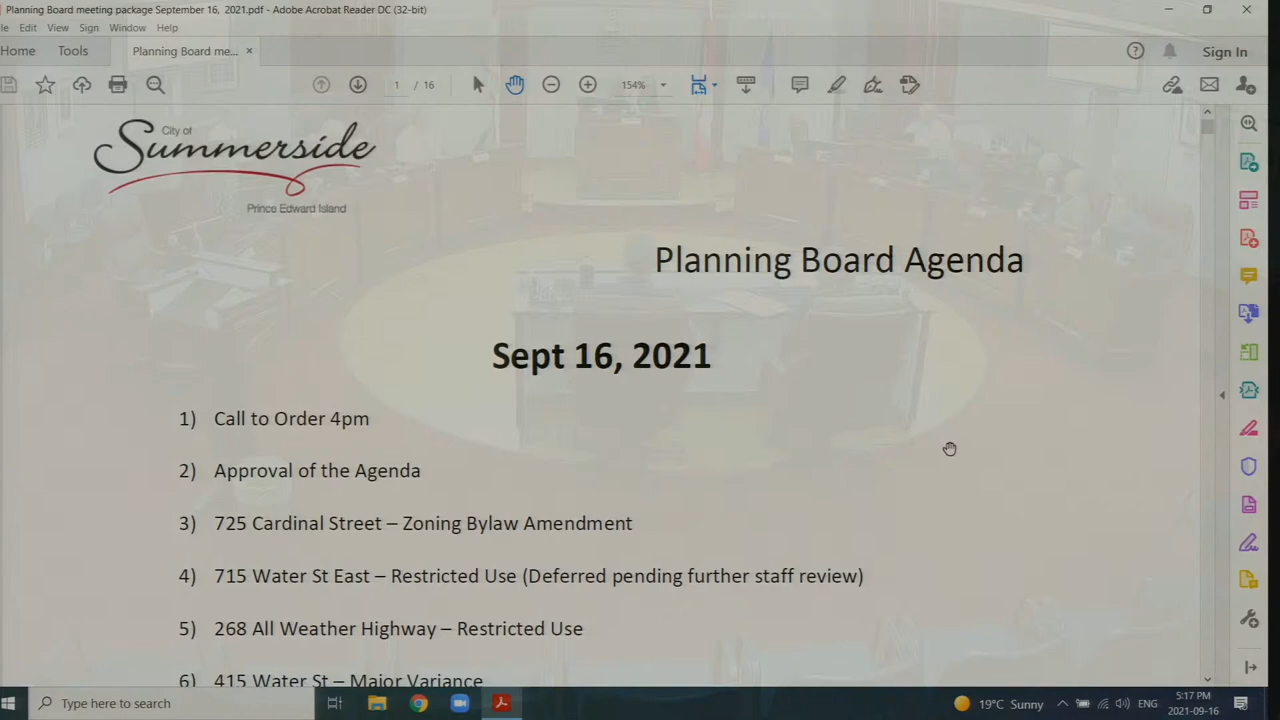 Planning Board meeting package September 16, 2021.pdf - Adobe Acrobat Reader DC (32-bit)
Edit View Sign Window Help
Home Tools Planning Board me... × Sign In
1 / 16 154%
City of
Summerside
Prince Edward Island
Planning Board Agenda
Sept 16, 2021
1) Call to Order 4pm
2) Approval of the Agenda
3) 725 Cardinal Street – Zoning Bylaw Amendment
4) 715 Water St East – Restricted Use (Deferred pending further staff review)
5) 268 All Weather Highway – Restricted Use
6) 415 Water St – Major Variance
Type here to search
19°C Sunny
ENG
5:17 PM
2021-09-16